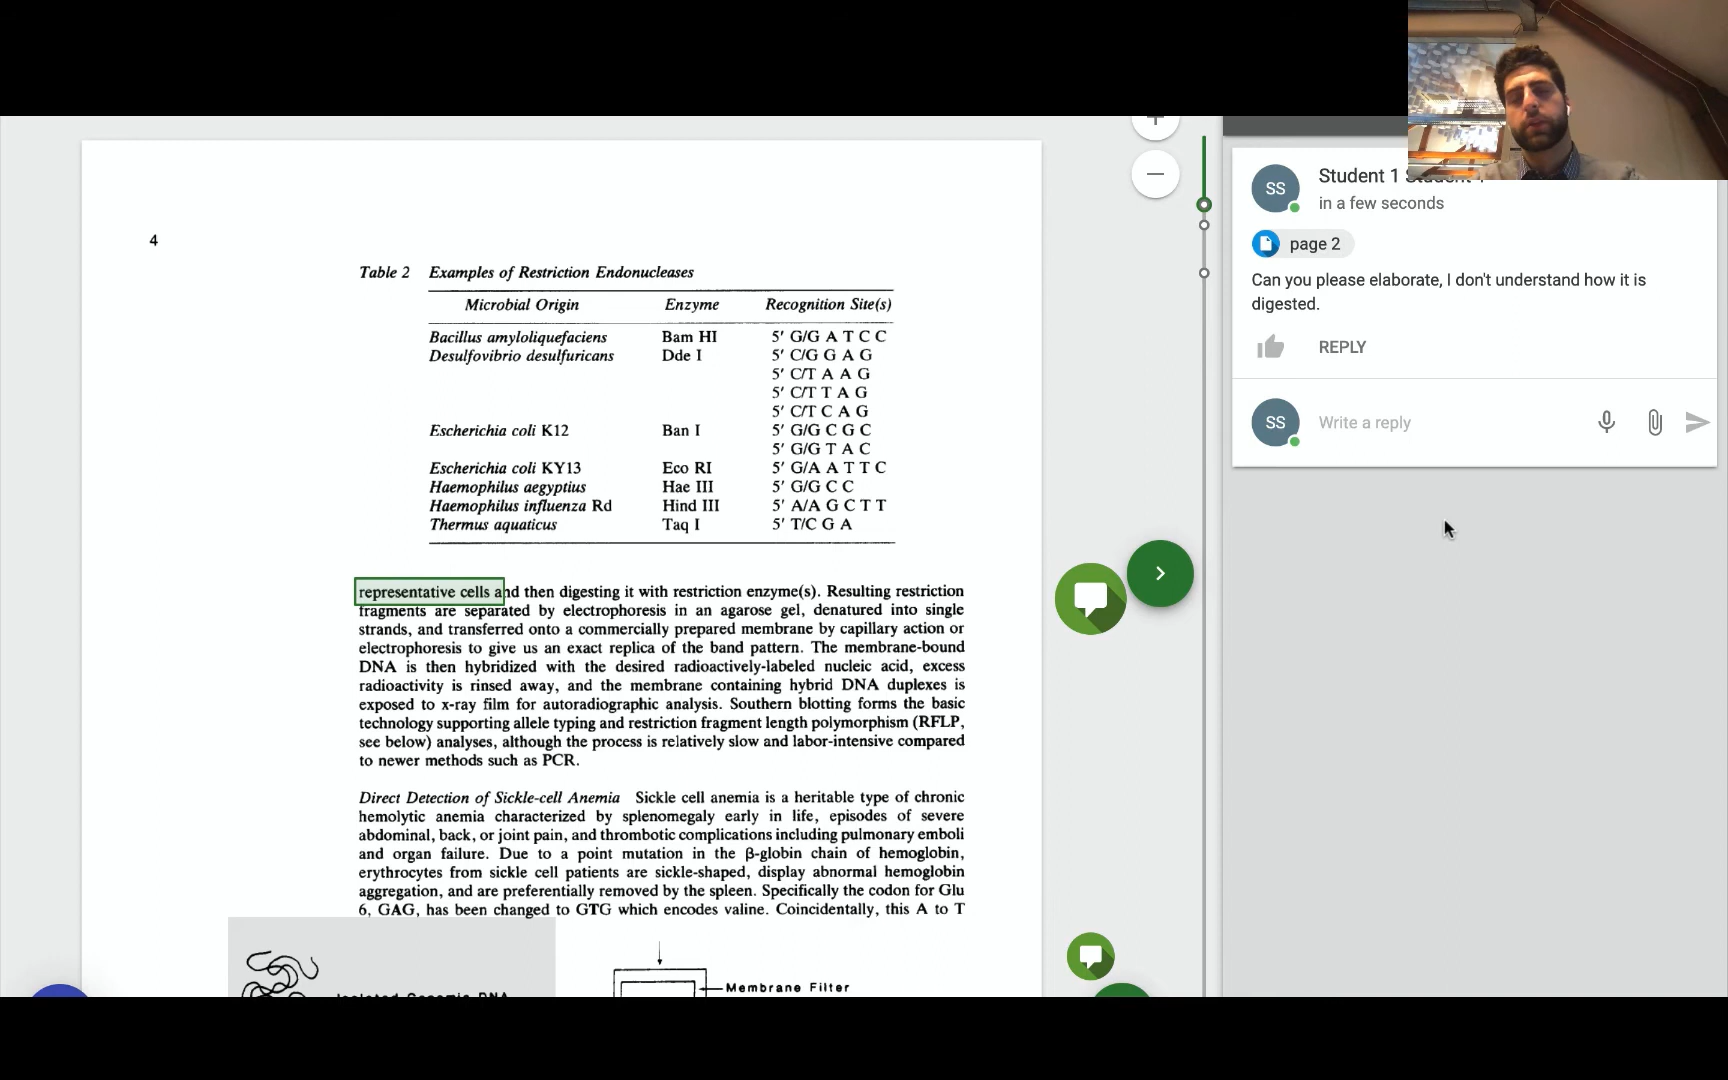 4
Table 2 Examples of Restriction Endonucleases
Microbial Origin Enzyme Recognition Site(s)
Bacillus amyloliquefaciens Bam HI 5' G/G A T C C
Desulfovibrio desulfuricans Dde I 5' C/G G A G
5' C/T A A G
5' C/T T A G
5' C/T C A G
Escherichia coli K12 Ban I 5' G/G C G C
5' G/G T A C
Escherichia coli KY13 Eco RI 5' G/A A T T C
Haemophilus aegyptius Hae III 5' G/G C C
Haemophilus influenza Rd Hind III 5' A/A G C T T
Thermus aquaticus Taq I 5' T/C G A
representative cells and then digesting it with restriction enzyme(s). Resulting restriction
fragments are separated by electrophoresis in an agarose gel, denatured into single
strands, and transferred onto a commercially prepared membrane by capillary action or
electrophoresis to give us an exact replica of the band pattern. The membrane-bound
DNA is then hybridized with the desired radioactively-labeled nucleic acid, excess
radioactivity is rinsed away, and the membrane containing hybrid DNA duplexes is
exposed to x-ray film for autoradiographic analysis. Southern blotting forms the basic
technology supporting allele typing and restriction fragment length polymorphism (RFLP,
see below) analyses, although the process is relatively slow and labor-intensive compared
to newer methods such as PCR.
Direct Detection of Sickle-cell Anemia Sickle cell anemia is a heritable type of chronic
hemolytic anemia characterized by splenomegaly early in life, episodes of severe
abdominal, back, or joint pain, and thrombotic complications including pulmonary emboli
and organ failure. Due to a point mutation in the β-globin chain of hemoglobin,
erythrocytes from sickle cell patients are sickle-shaped, display abnormal hemoglobin
aggregation, and are preferentially removed by the spleen. Specifically the codon for Glu
6, GAG, has been changed to GTG which encodes valine. Coincidentally, this A to T
Membrane Filter
SS
Student 1
in a few seconds
page 2
Can you please elaborate, I don't understand how it is
digested.
REPLY
SS
Write a reply